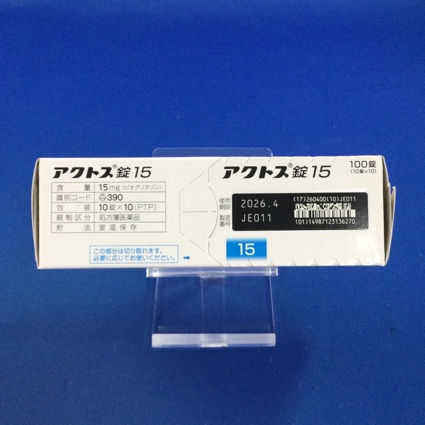 アクトス®錠15
含量 15mg(ピオグリタゾン)
識別コード 390
包装 10錠×10(PTP)
規制区分 処方箋医薬品
貯法 室温保存
この部分は切り取れます。
必要に応じてお使いください。
→
アクトス®錠15
100錠
(10錠×10)
使用期限 2026.4
製造番号 JE011
(17)260400(10)JE011
(01)14987123136270
15